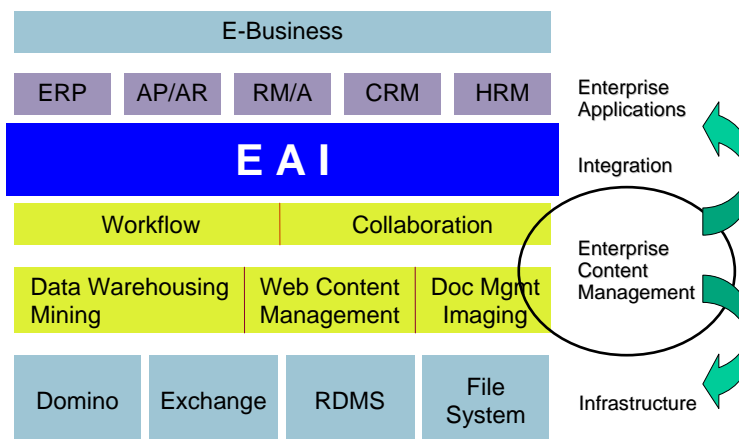 E-Business
ERP AP/AR RM/A CRM HRM
Enterprise
Applications
E A I
Integration
Workflow Collaboration
Enterprise
Content
Management
Data Warehousing
Mining
Web Content
Management
Doc Mgmt
Imaging
Domino Exchange RDMS
File
System
Infrastructure